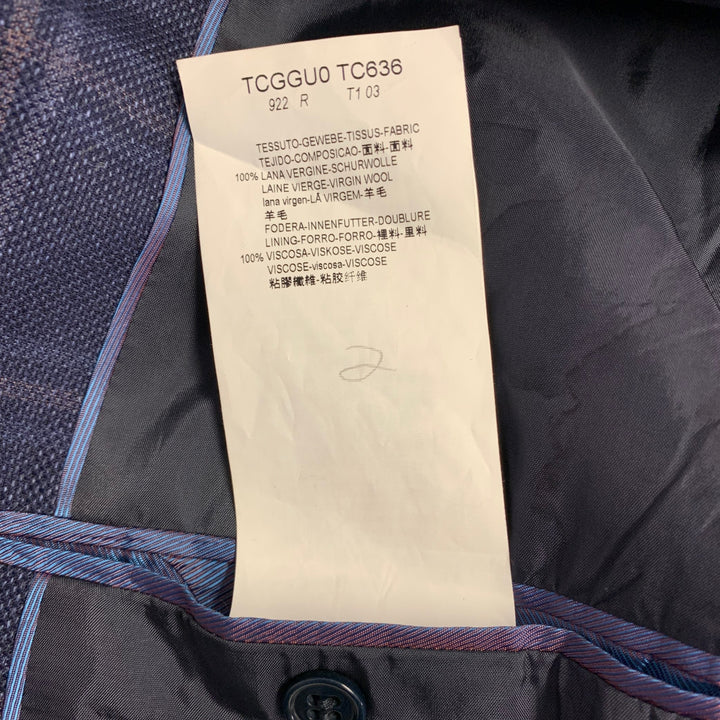 TCGGU0 TC636
922 R T1 03
TESSUTO-GEWEBE-TISSUS-FABRIC
TEJIDO-COMPOSICAO-面料-面料
100% LANA VERGINE-SCHURWOLLE
LAINE VIERGE-VIRGIN WOOL
lana virgen-LÃ VIRGEM-羊毛
羊毛
FODERA-INNENFUTTER-DOUBLURE
LINING-FORRO-FORRO-裡料-里料
100% VISCOSA-VISKOSE-VISCOSE
VISCOSE-viscosa-VISCOSE
粘膠纖維-粘胶纤维
2